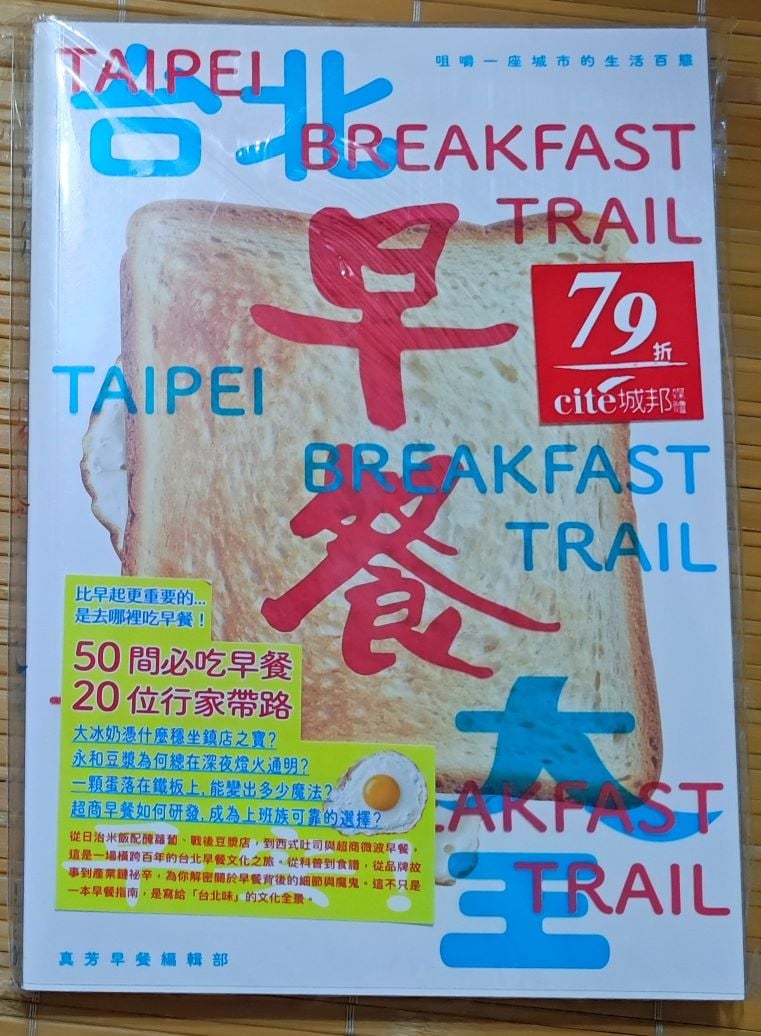 TAIPEI
台北
咀嚼一座城市的生活百態
BREAKFAST
TRAIL
早餐
79折
cité城邦媒體
TAIPEI
BREAKFAST
TRAIL
比早起更重要的...
是去哪裡吃早餐！
50間必吃早餐
20位行家帶路
大冰奶憑什麼穩坐鎮店之寶？
永和豆漿為何總在深夜燈火通明？
一顆蛋落在鐵板上，能變出多少魔法？
超商早餐如何研發，成為上班族可靠的選擇？
從日治米飯配醃蘿蔔、戰後豆漿店，到西式吐司與超商微波早餐，
這是一場橫跨百年的台北早餐文化之旅。從科普到食譜，從品牌故
事到產業鏈祕辛，為你解密關於早餐背後的細節與魔鬼。這不只是
一本早餐指南，是寫給「台北味」的文化全景。
大王
AKFAST
TRAIL
真芳早餐編輯部